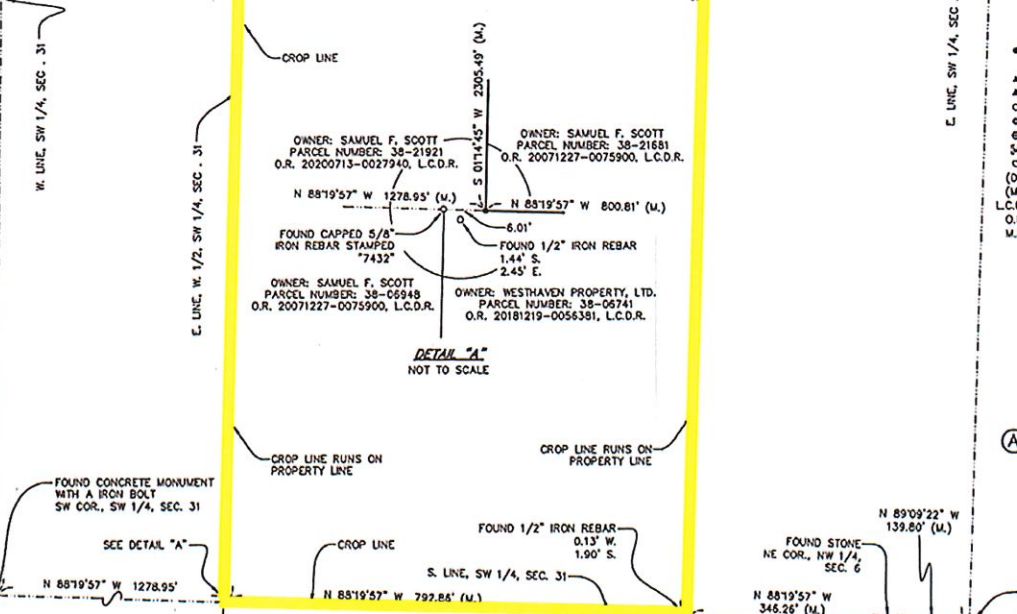 W. LINE, SW 1/4, SEC . 31
CROP LINE
E. LINE, W. 1/2, SW 1/4, SEC . 31
S 01°14'45" W 2305.49' (M.)
E. LINE, SW 1/4, SEC
OWNER: SAMUEL F. SCOTT
PARCEL NUMBER: 38-21921
O.R. 20200713-0027940, L.C.D.R.
OWNER: SAMUEL F. SCOTT
PARCEL NUMBER: 38-21681
O.R. 20071227-0075900, L.C.D.R.
N 88°19'57" W 1278.95' (M.)
N 88°19'57" W 800.81' (M.)
6.01'
FOUND CAPPED 5/8"
IRON REBAR STAMPED
"7432"
FOUND 1/2" IRON REBAR
1.44' S.
2.45' E.
OWNER: SAMUEL F. SCOTT
PARCEL NUMBER: 38-06948
O.R. 20071227-0075900, L.C.D.R.
OWNER: WESTHAVEN PROPERTY, LTD.
PARCEL NUMBER: 38-06741
O.R. 20181219-0056381, L.C.D.R.
DETAIL "A"
NOT TO SCALE
CROP LINE RUNS ON
PROPERTY LINE
CROP LINE RUNS ON
PROPERTY LINE
A
FOUND CONCRETE MONUMENT
WITH A IRON BOLT
SW COR., SW 1/4, SEC. 31
SEE DETAIL "A"
CROP LINE
FOUND 1/2" IRON REBAR
0.13' W.
1.90' S.
S. LINE, SW 1/4, SEC. 31
FOUND STONE
NE COR., NW 1/4,
SEC. 6
N 89°09'22" W
139.80' (M.)
N 88°19'57" W 1278.95'
N 88°19'57" W 792.86' (M.)
N 88°19'57" W
346.26' (M.)